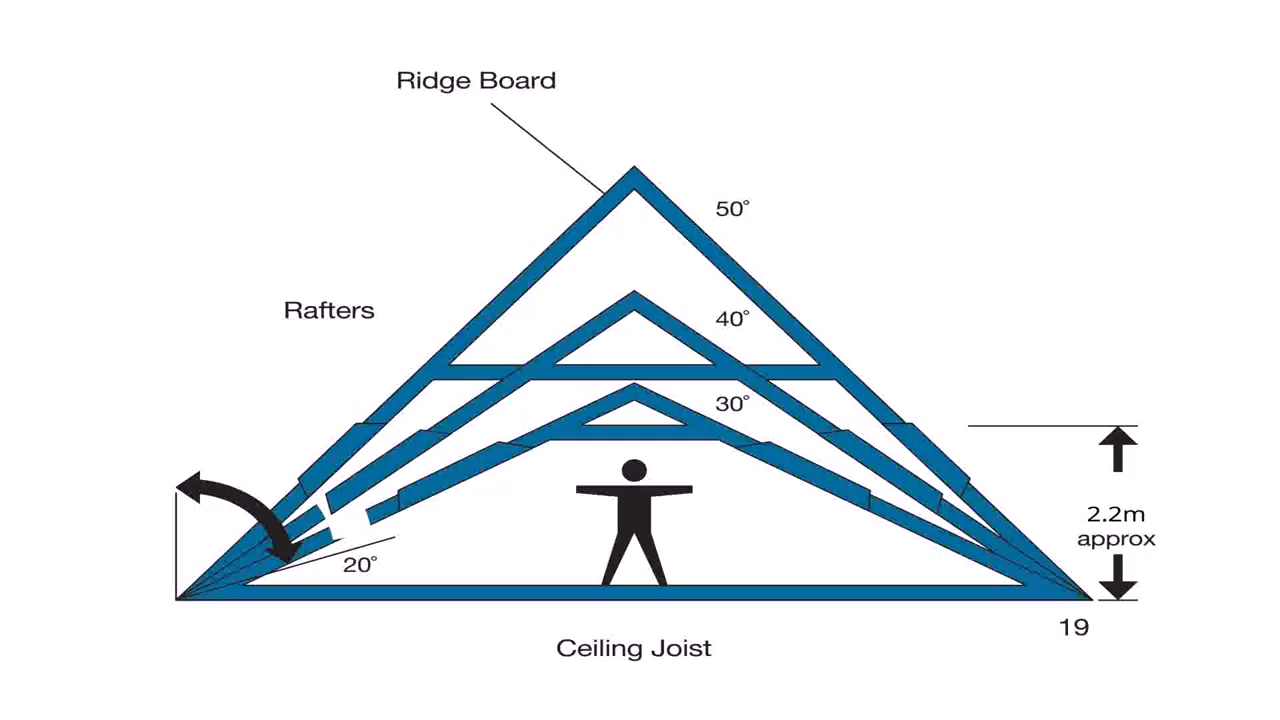 Ridge Board
50°
Rafters
40°
30°
2.2m
approx
20°
19
Ceiling Joist